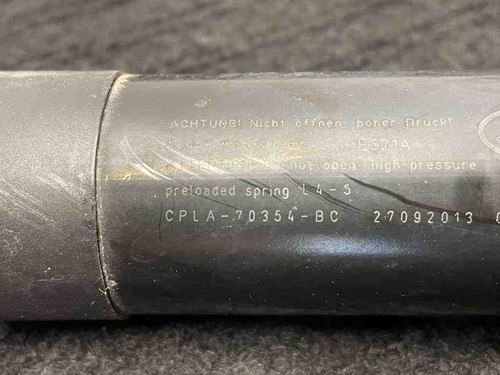 ACHTUNG! Nicht öffnen, hoher Druck!
E521A
not open, high pressure
preloaded spring L4-5
CPLA-70354-BC 27092013